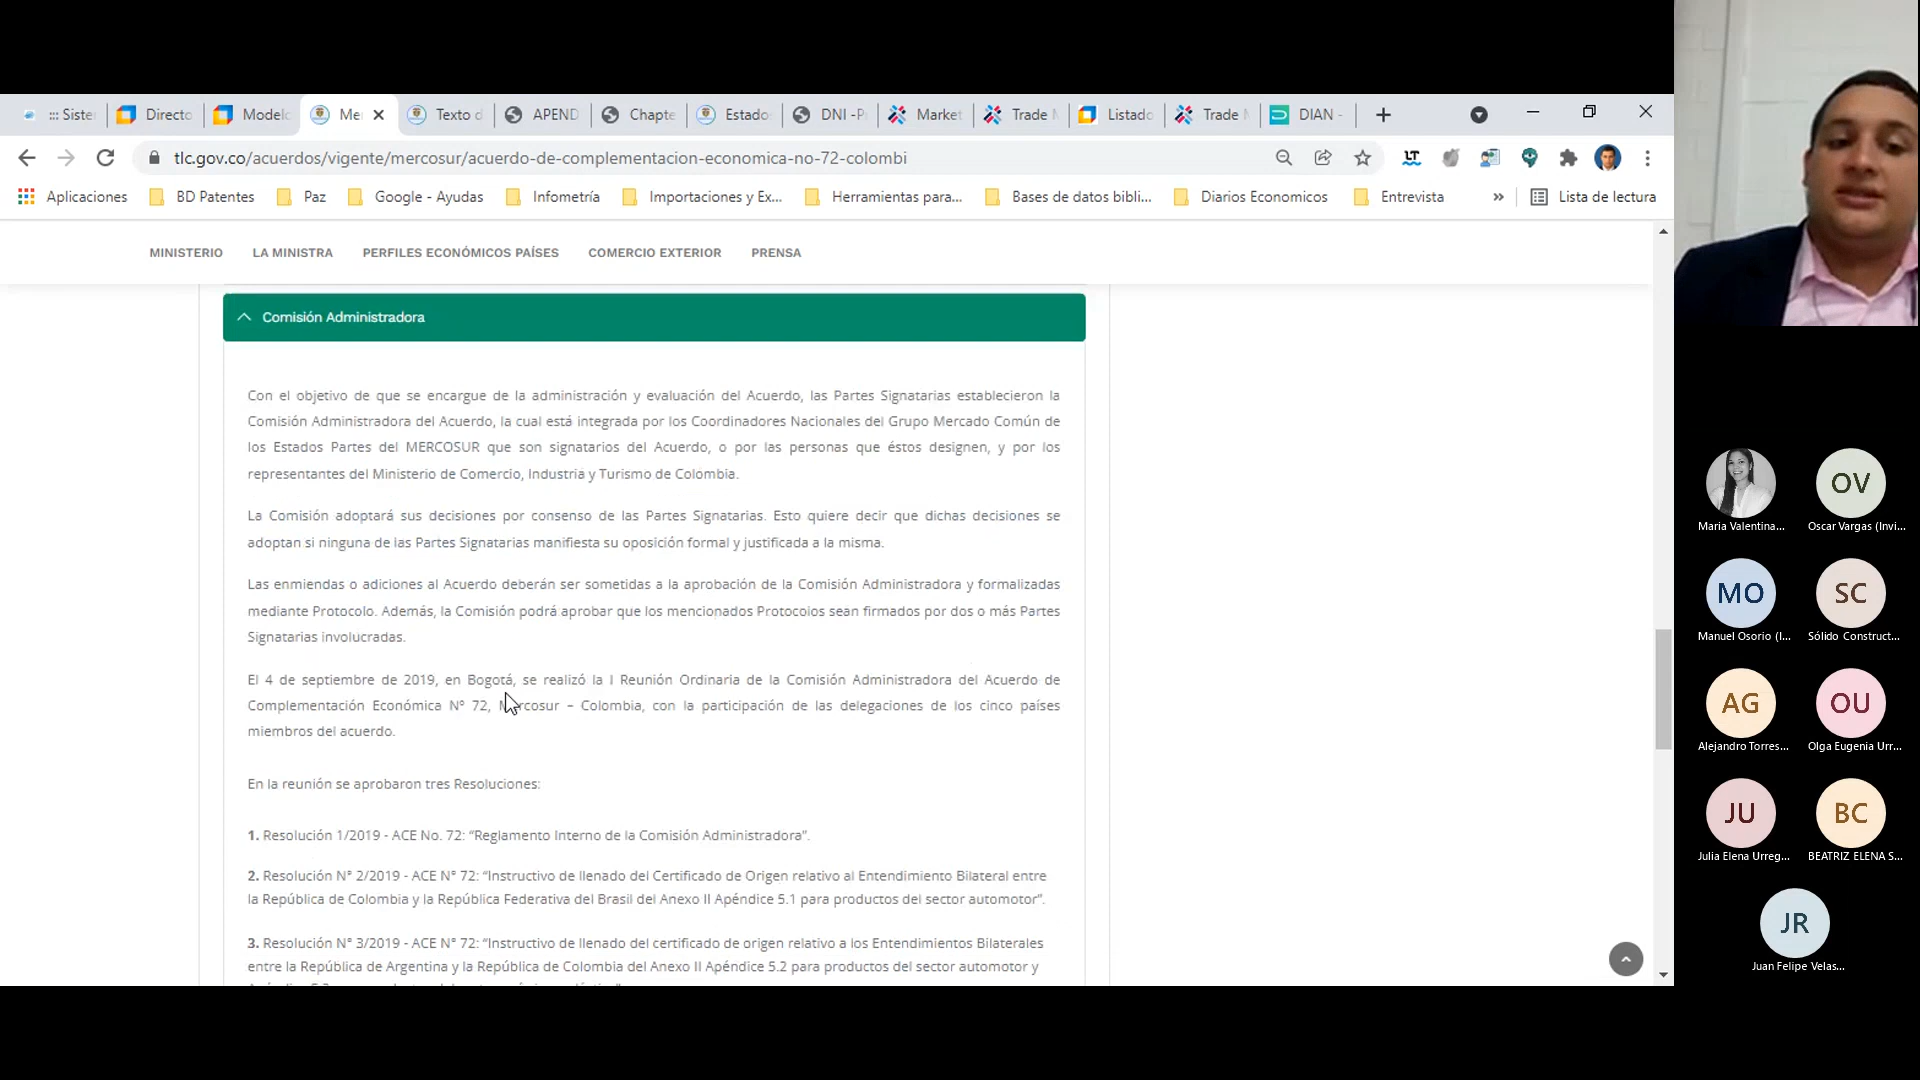 ::: Siste
Directo
Modelo
Me
Texto d
APEND
Chapte
Estado
DNI -P
Market
Trade M
Listado
Trade M
DIAN -
tlc.gov.co/acuerdos/vigente/mercosur/acuerdo-de-complementacion-economica-no-72-colombi
Aplicaciones
BD Patentes
Paz
Google - Ayudas
Infometría
Importaciones y Ex...
Herramientas para...
Bases de datos bibli...
Diarios Economicos
Entrevista
»
Lista de lectura
MINISTERIO
LA MINISTRA
PERFILES ECONÓMICOS PAÍSES
COMERCIO EXTERIOR
PRENSA
Comisión Administradora
Con el objetivo de que se encargue de la administración y evaluación del Acuerdo, las Partes Signatarias establecieron la
Comisión Administradora del Acuerdo, la cual está integrada por los Coordinadores Nacionales del Grupo Mercado Común de
los Estados Partes del MERCOSUR que son signatarios del Acuerdo, o por las personas que éstos designen, y por los
representantes del Ministerio de Comercio, Industria y Turismo de Colombia.
La Comisión adoptará sus decisiones por consenso de las Partes Signatarias. Esto quiere decir que dichas decisiones se
adoptan si ninguna de las Partes Signatarias manifiesta su oposición formal y justificada a la misma.
Las enmiendas o adiciones al Acuerdo deberán ser sometidas a la aprobación de la Comisión Administradora y formalizadas
mediante Protocolo. Además, la Comisión podrá aprobar que los mencionados Protocolos sean firmados por dos o más Partes
Signatarias involucradas.
El 4 de septiembre de 2019, en Bogotá, se realizó la I Reunión Ordinaria de la Comisión Administradora del Acuerdo de
Complementación Económica N° 72, Mercosur – Colombia, con la participación de las delegaciones de los cinco países
miembros del acuerdo.
En la reunión se aprobaron tres Resoluciones:
1. Resolución 1/2019 - ACE No. 72: “Reglamento Interno de la Comisión Administradora”.
2. Resolución N° 2/2019 - ACE N° 72: “Instructivo de llenado del Certificado de Origen relativo al Entendimiento Bilateral entre
la República de Colombia y la República Federativa del Brasil del Anexo II Apéndice 5.1 para productos del sector automotor”.
3. Resolución N° 3/2019 - ACE N° 72: “Instructivo de llenado del certificado de origen relativo a los Entendimientos Bilaterales
entre la República de Argentina y la República de Colombia del Anexo II Apéndice 5.2 para productos del sector automotor y
Maria Valentina...
OV
Oscar Vargas (Invi...
MO
Manuel Osorio (I...
SC
Sólido Construct...
AG
Alejandro Torres...
OU
Olga Eugenia Urr...
JU
Julia Elena Urreg...
BC
BEATRIZ ELENA S...
JR
Juan Felipe Velas...